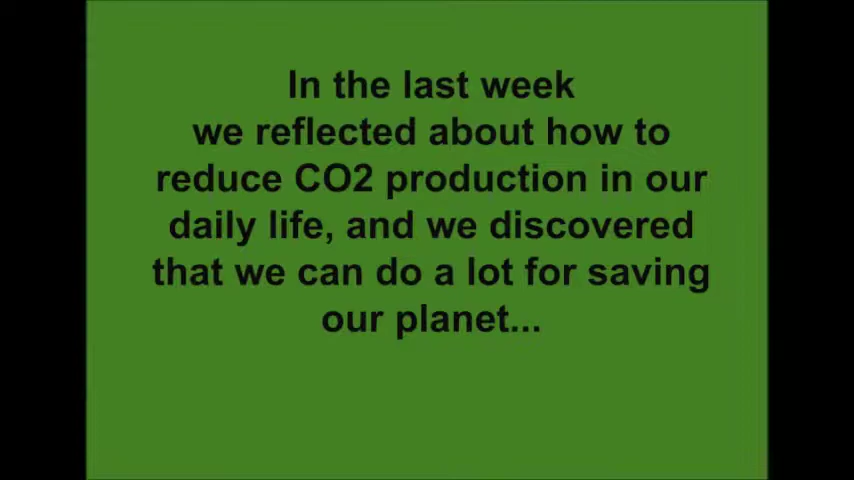 In the last week
we reflected about how to
reduce CO2 production in our
daily life, and we discovered
that we can do a lot for saving
our planet...